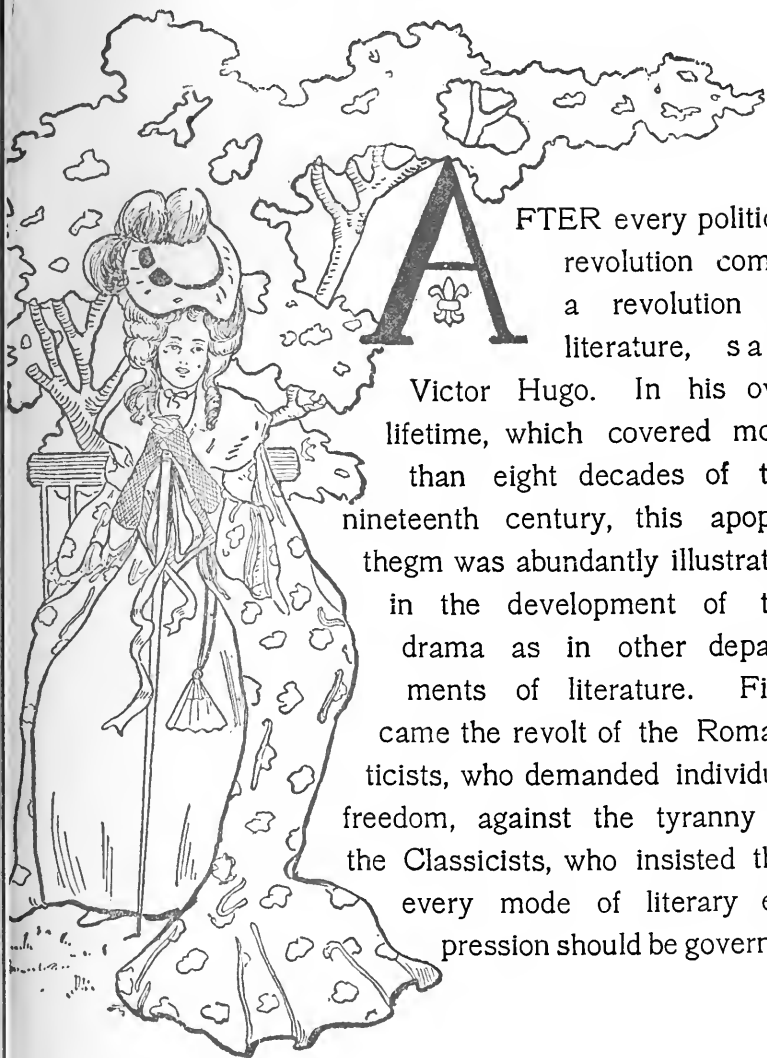 AFTER every politic
revolution com
a revolution
literature, sa
Victor Hugo. In his ow
lifetime, which covered mo
than eight decades of t
nineteenth century, this apop
thegm was abundantly illustrat
in the development of t
drama as in other depa
ments of literature. Fi
came the revolt of the Roma
ticists, who demanded individu
freedom, against the tyranny
the Classicists, who insisted th
every mode of literary e
pression should be govern